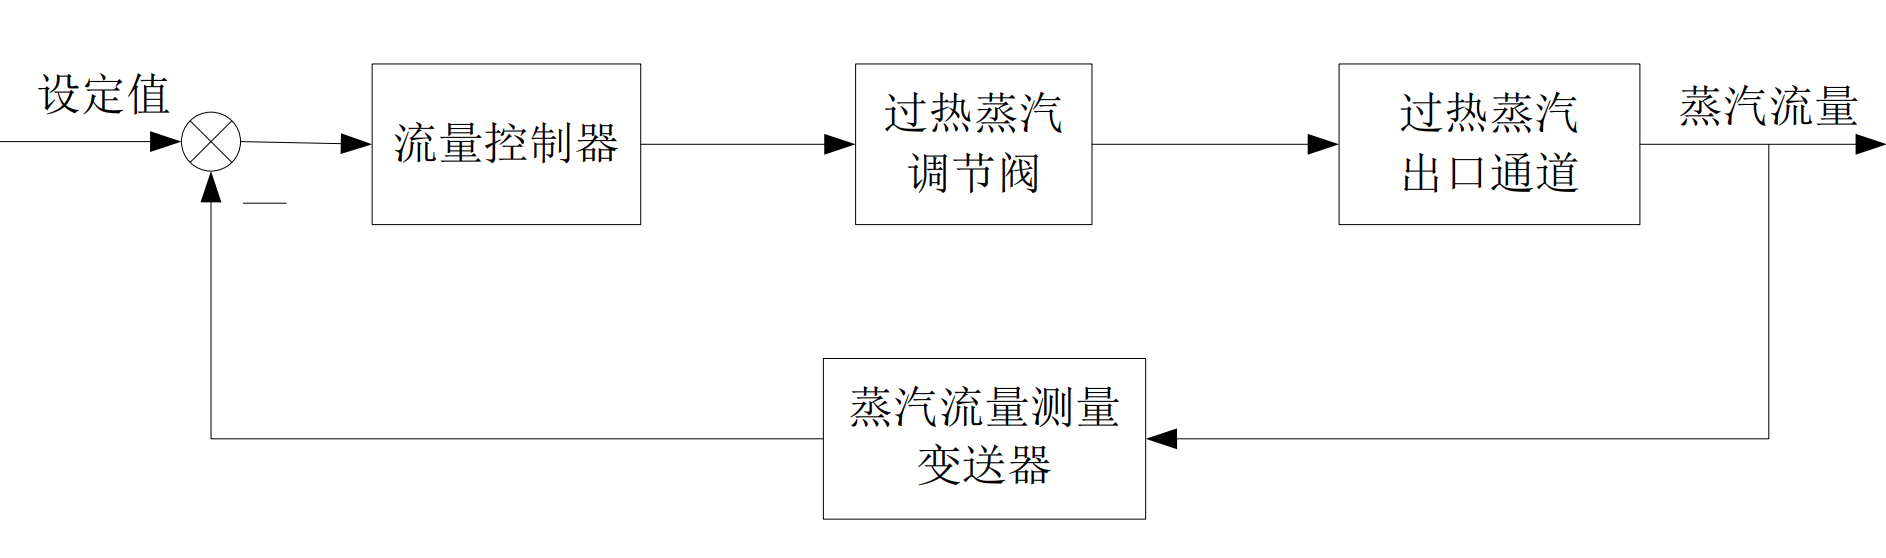 设定值
流量控制器
过热蒸汽
调节阀
过热蒸汽
出口通道
蒸汽流量
—
蒸汽流量测量
变送器